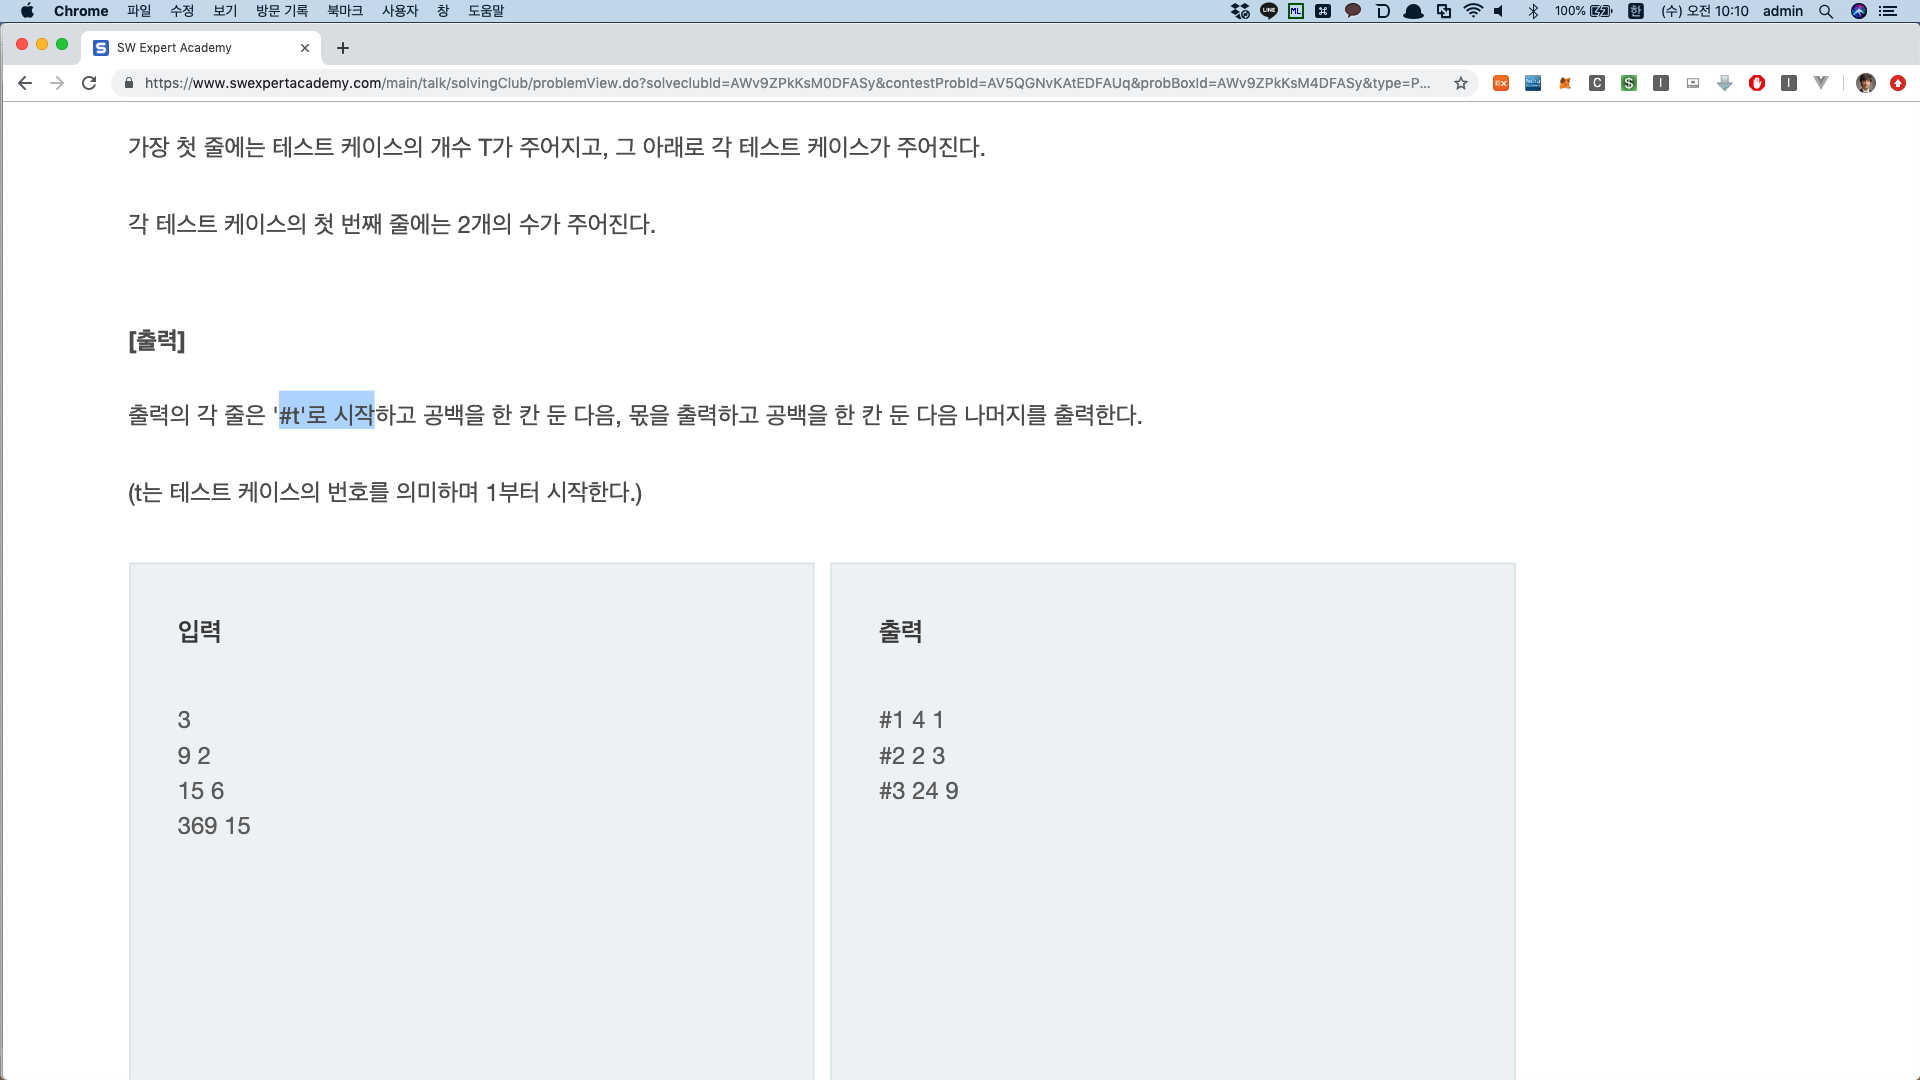 Chrome 파일 수정 보기 방문 기록 북마크 사용자 창 도움말 100% (수) 오전 10:10 admin
SW Expert Academy
https://www.swexpertacademy.com/main/talk/solvingClub/problemView.do?solveclubId=AWv9ZPkKsM0DFASy&contestProbId=AV5QGNvKAtEDFAUq&probBoxId=AWv9ZPkKsM4DFASy&type=P...
가장 첫 줄에는 테스트 케이스의 개수 T가 주어지고, 그 아래로 각 테스트 케이스가 주어진다.
각 테스트 케이스의 첫 번째 줄에는 2개의 수가 주어진다.
[출력]
출력의 각 줄은 '#t'로 시작하고 공백을 한 칸 둔 다음, 몫을 출력하고 공백을 한 칸 둔 다음 나머지를 출력한다.
(t는 테스트 케이스의 번호를 의미하며 1부터 시작한다.)
입력
3
9 2
15 6
369 15
출력
#1 4 1
#2 2 3
#3 24 9